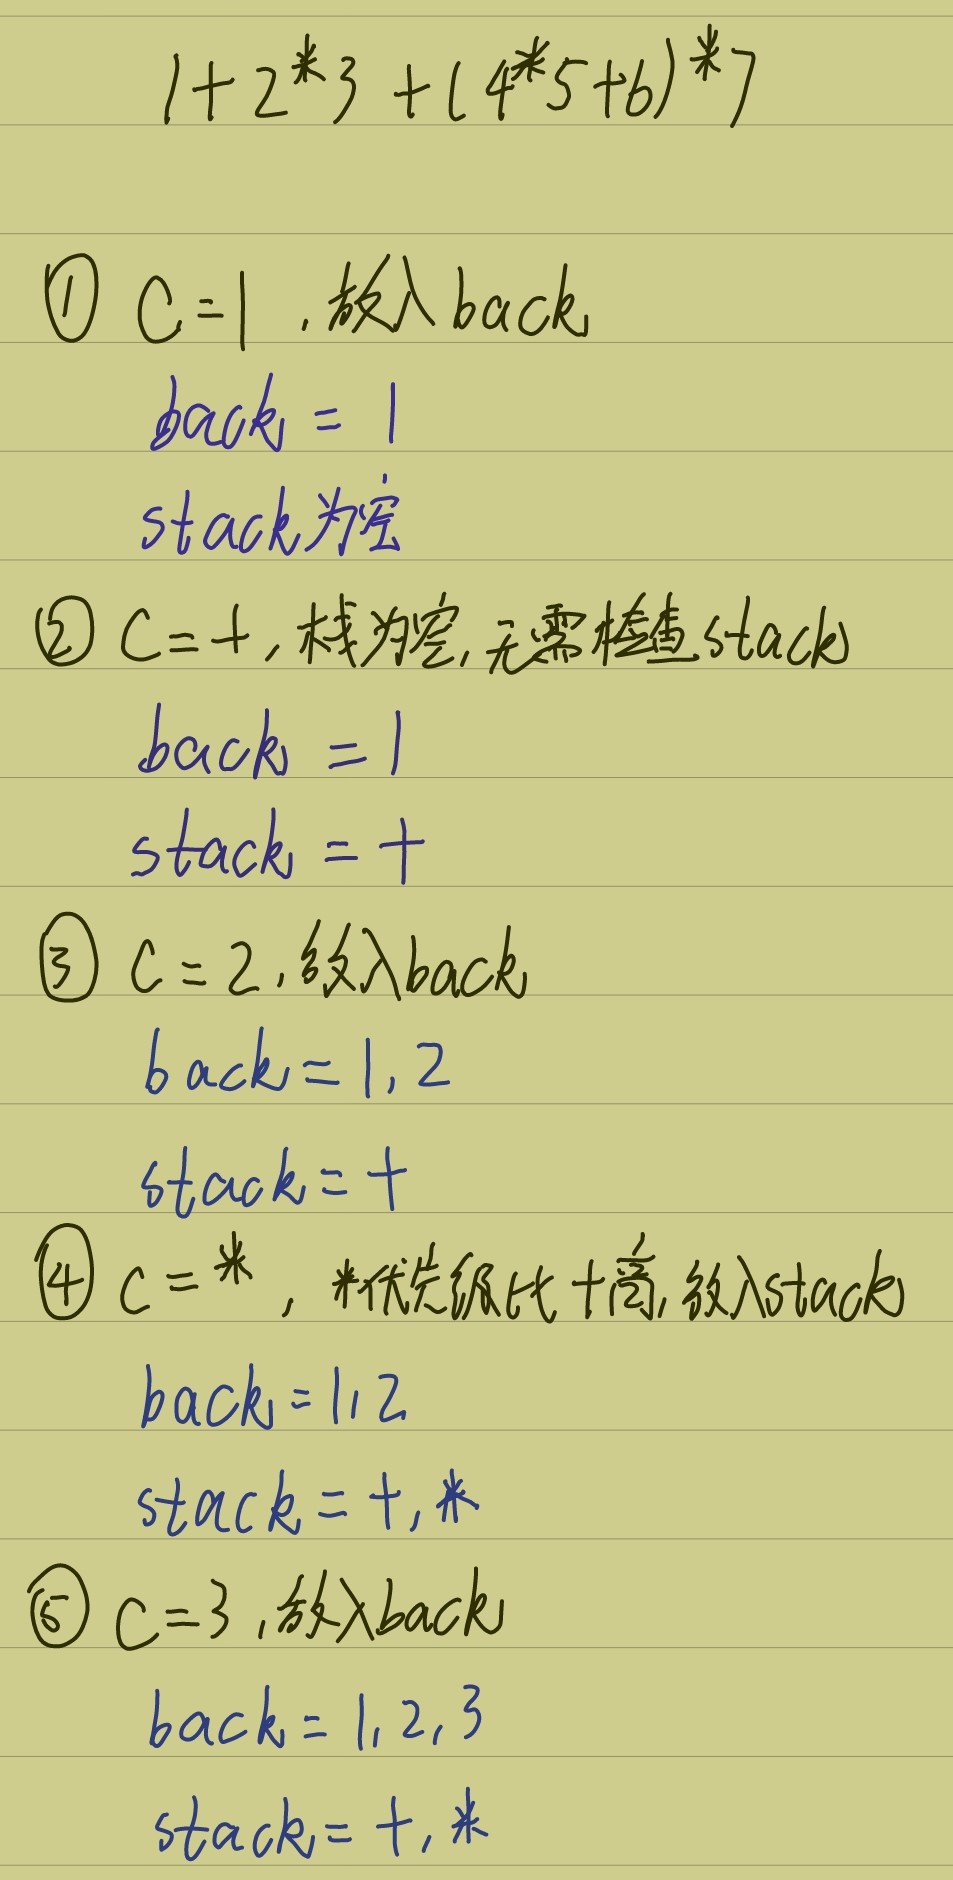 1+2*3+(4*5+6)*7
① C=1,放入back
back=1
stack为空
② C=+,栈为空,无需检查stack
back=1
stack=+
③ C=2,放入back
back=1,2
stack=+
④ C=*, *优先级比+高,放入stack
back=1,2
stack=+,*
⑤ C=3,放入back
back=1,2,3
stack=+,*